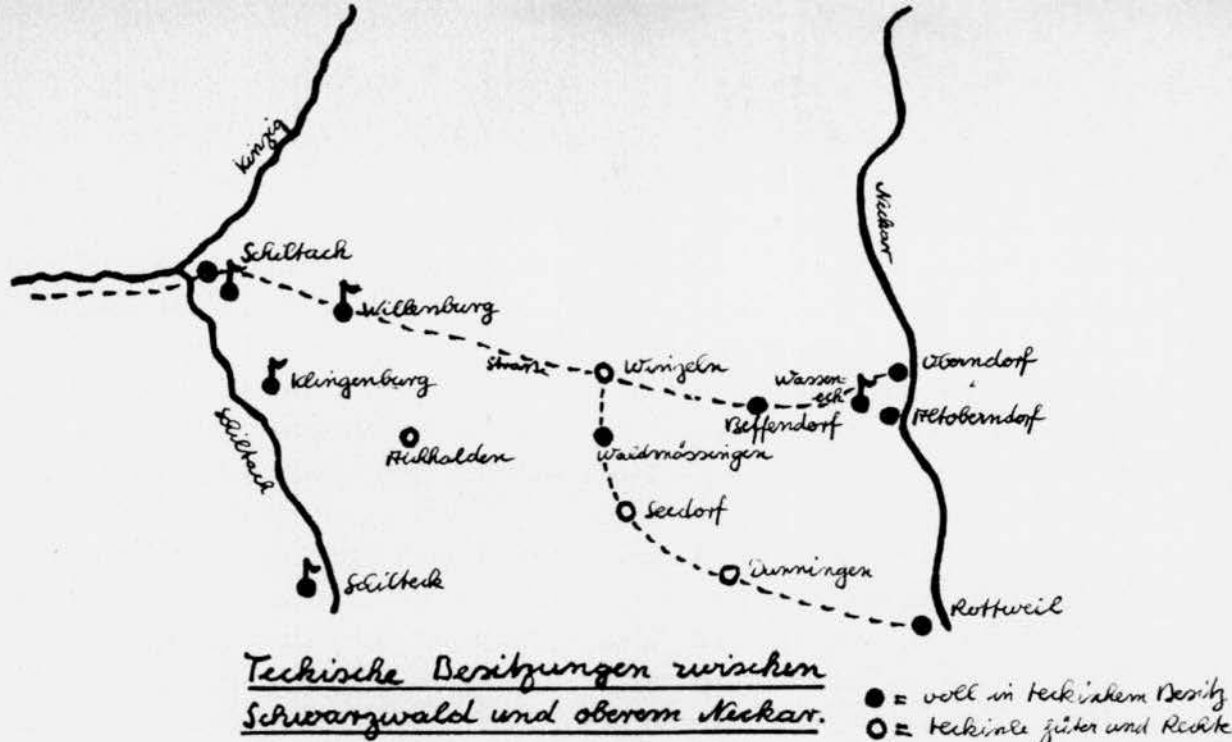 Kinzig
Neckar
Schiltach
Willenburg
Straße
Winzeln
Wasseneck
Oberndorf
Klingenburg
Beffendorf
Altoberndorf
Aichhalden
Waidmössingen
Schiltach
Seedorf
Schilteck
Dunningen
Rottweil
Teckische Besitzungen zwischen
Schwarzwald und oberem Neckar.
= voll in teckischem Besitz
= teckische Güter und Rechte